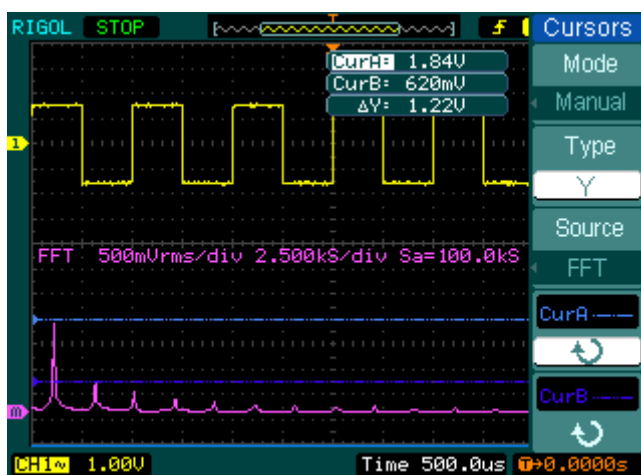 RIGOL STOP
Cursors
CurA= 1.84V
CurB= 620mV
ΔY= 1.22V
Mode
Manual
Type
Y
Source
FFT
CurA
CurB
1
FFT 500mVrms/div 2.500kS/div Sa=100.0kS
m
CH1~ 1.00V Time 500.0us T→0.0000s